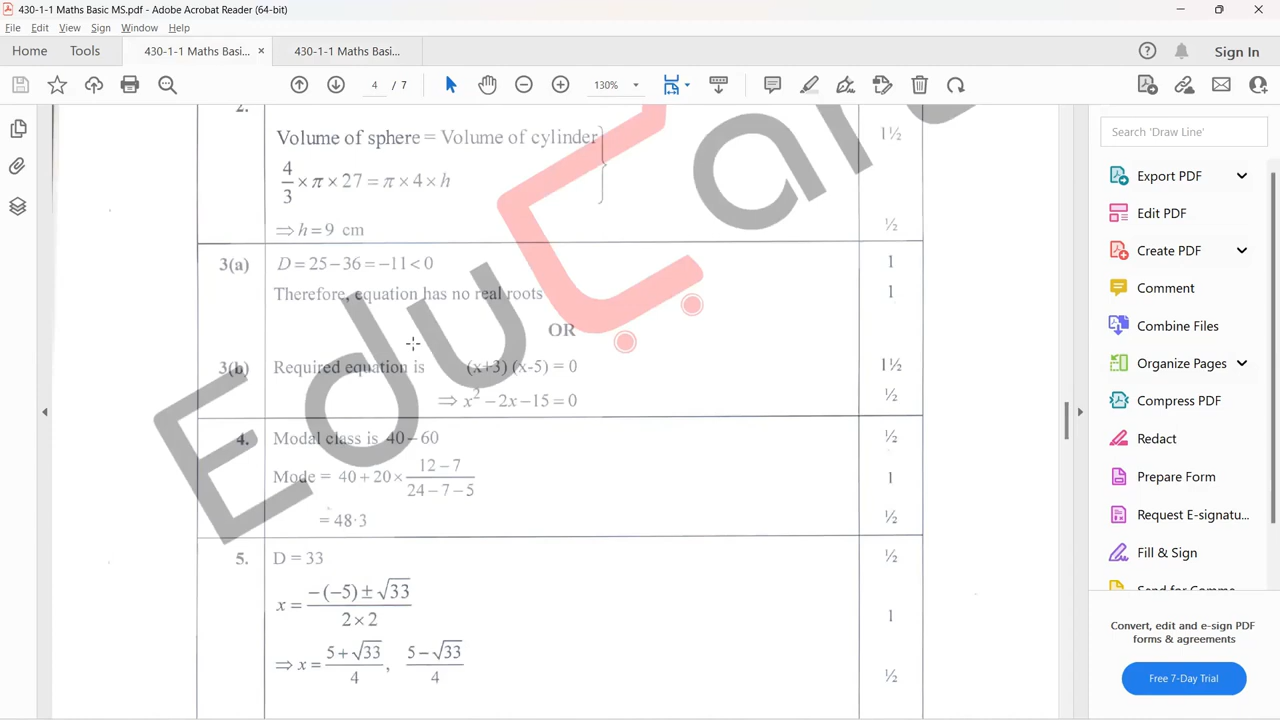 430-1-1 Maths Basic MS.pdf - Adobe Acrobat Reader (64-bit)
File Edit View Sign Window Help
Home Tools 430-1-1 Maths Basi... × 430-1-1 Maths Basi... Sign In
4 / 7 130%
2.
Volume of sphere = Volume of cylinder 1½
4/3 × π × 27 = π × 4 × h
⇒ h = 9 cm ½
3(a) D = 25 − 36 = −11 < 0 1
Therefore, equation has no real roots 1
OR
3(b) Required equation is (x+3) (x-5) = 0 1½
⇒ x² − 2x − 15 = 0 ½
4. Modal class is 40 − 60 ½
Mode = 40 + 20 × (12 − 7)/(24 − 7 − 5) 1
= 48·3 ½
5. D = 33 ½
x = (−(−5) ± √33)/(2 × 2) 1
⇒ x = (5 + √33)/4 , (5 − √33)/4 ½
EduCar
Search 'Draw Line'
Export PDF
Edit PDF
Create PDF
Comment
Combine Files
Organize Pages
Compress PDF
Redact
Prepare Form
Request E-signatu...
Fill & Sign
Send for Comme
Convert, edit and e-sign PDF
forms & agreements
Free 7-Day Trial